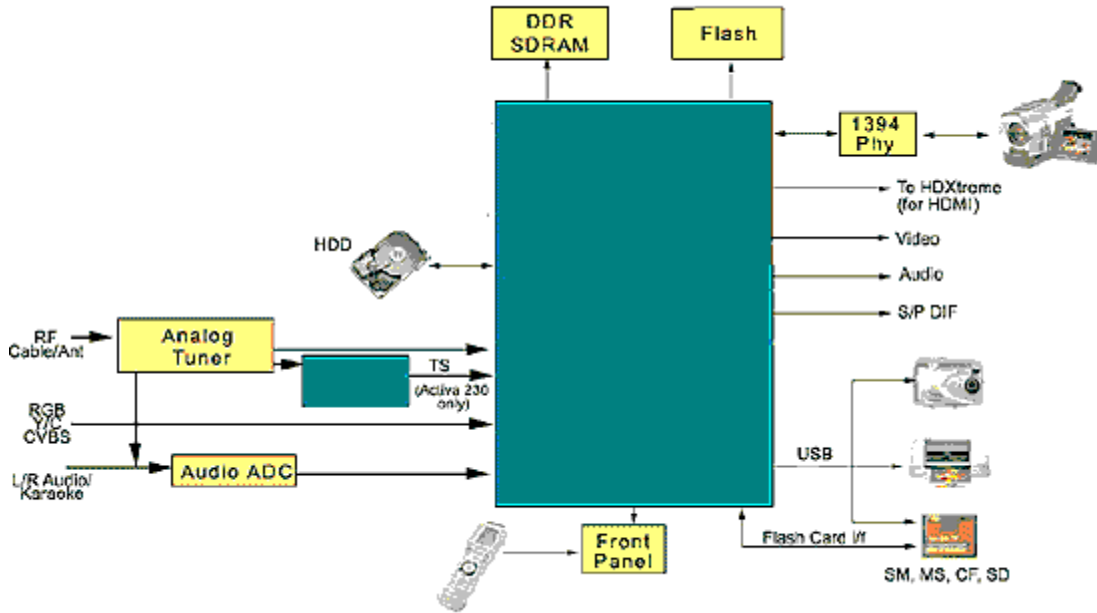 DDR
SDRAM
Flash
1394
Phy
To HDXtreme
(for HDMI)
Video
Audio
S/P DIF
HDD
RF
Cable/Ant
Analog
Tuner
TS
(Activa 230
only)
RGB
Y/C
CVBS
L/R Audio/
Karaoke
Audio ADC
USB
Front
Panel
Flash Card I/f
SM, MS, CF, SD